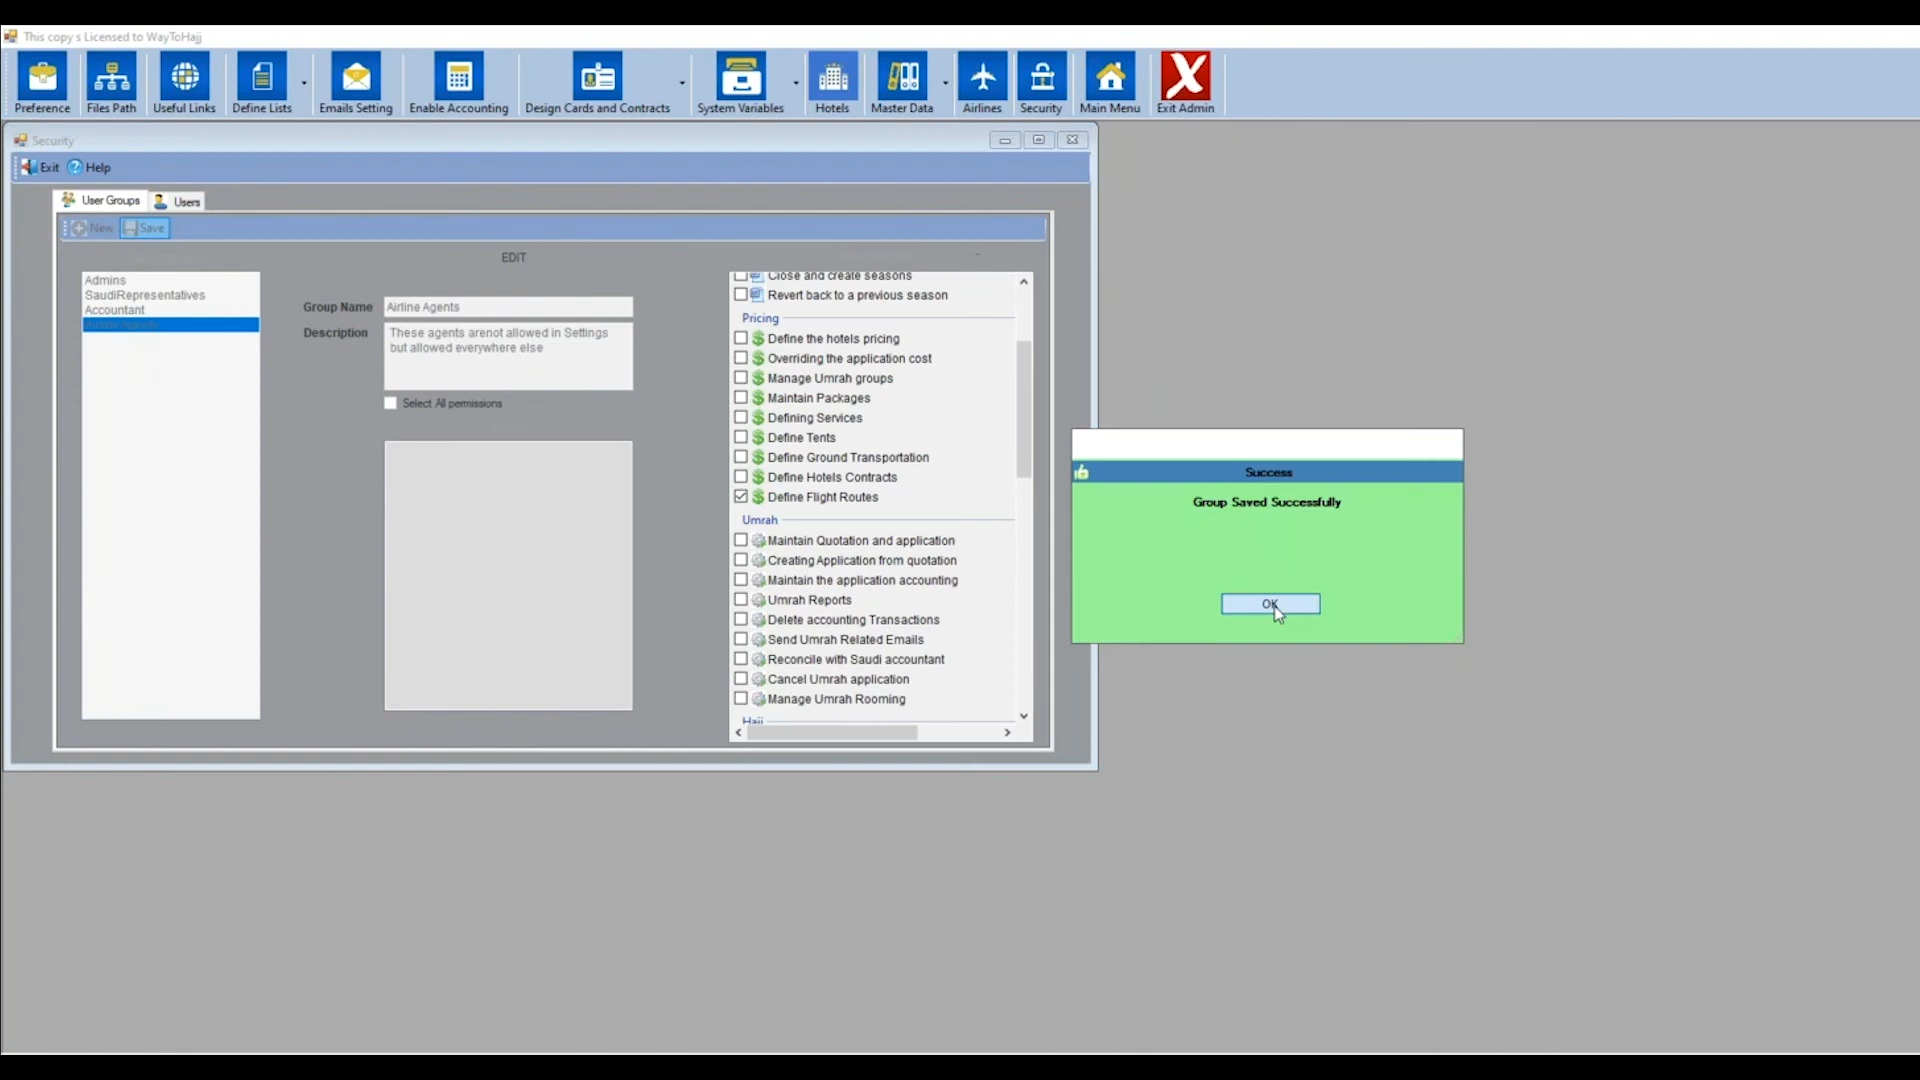 This copy s Licensed to WayToHajj
Preference
Files Path
Useful Links
Define Lists
Emails Setting
Enable Accounting
Design Cards and Contracts
System Variables
Hotels
Master Data
Airlines
Security
Main Menu
Exit Admin
Security
Exit
Help
User Groups
Users
New
Save
EDIT
Admins
SaudiRepresentatives
Accountant
Airline Agents
Group Name
Airline Agents
Description
These agents arenot allowed in Settings
but allowed everywhere else
Select All permissions
Close and create seasons
Revert back to a previous season
Pricing
Define the hotels pricing
Overriding the application cost
Manage Umrah groups
Maintain Packages
Defining Services
Define Tents
Define Ground Transportation
Define Hotels Contracts
Define Flight Routes
Umrah
Maintain Quotation and application
Creating Application from quotation
Maintain the application accounting
Umrah Reports
Delete accounting Transactions
Send Umrah Related Emails
Reconcile with Saudi accountant
Cancel Umrah application
Manage Umrah Rooming
Hajj
Success
Group Saved Successfully
OK